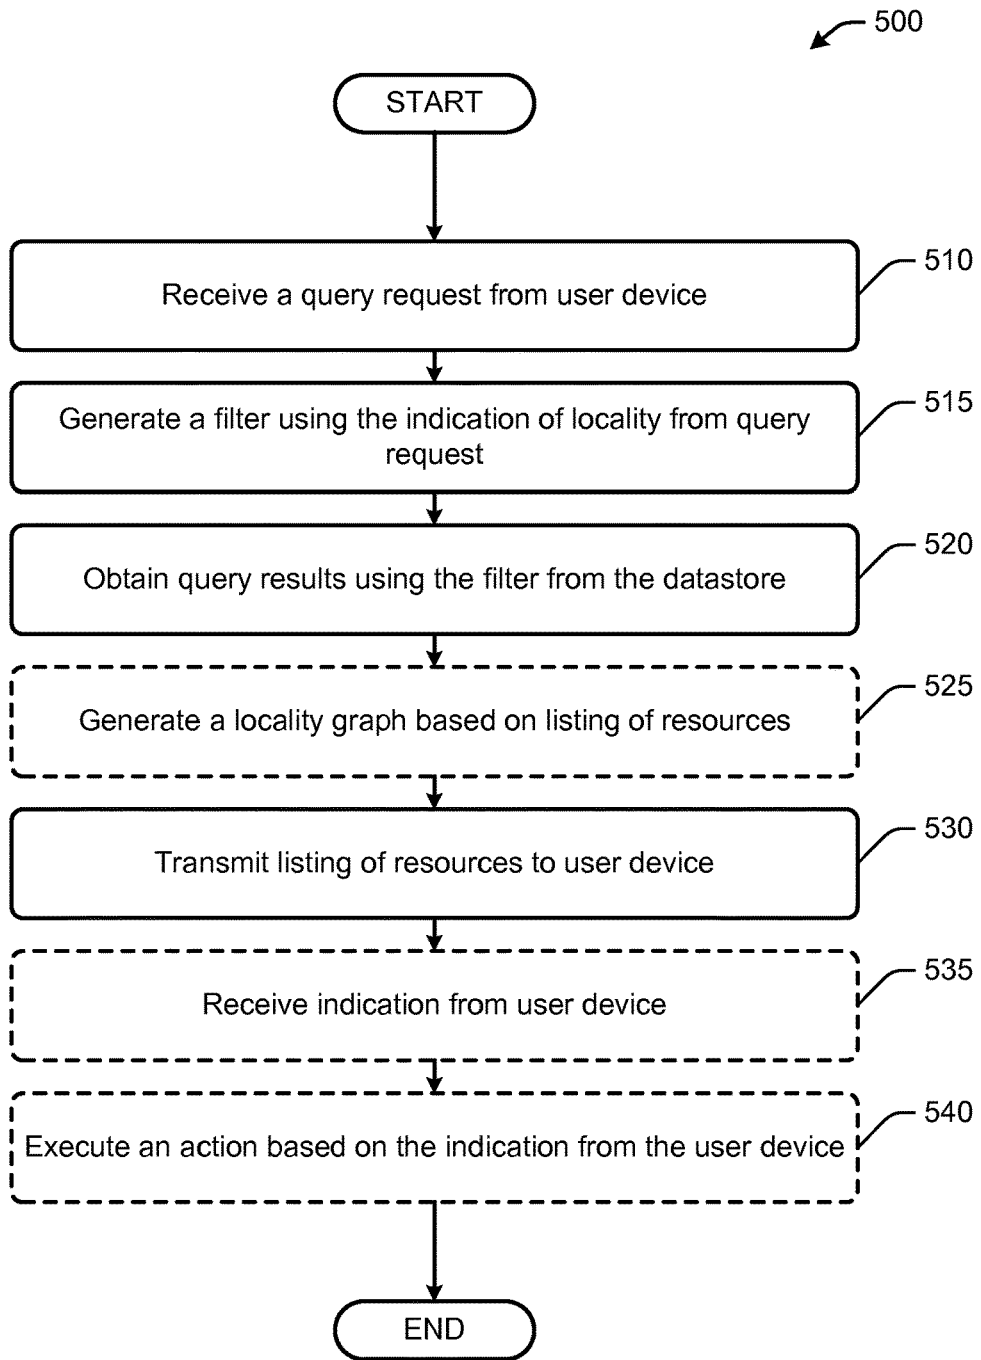 500
START
Receive a query request from user device
510
Generate a filter using the indication of locality from query
request
515
Obtain query results using the filter from the datastore
520
Generate a locality graph based on listing of resources
525
Transmit listing of resources to user device
530
Receive indication from user device
535
Execute an action based on the indication from the user device
540
END